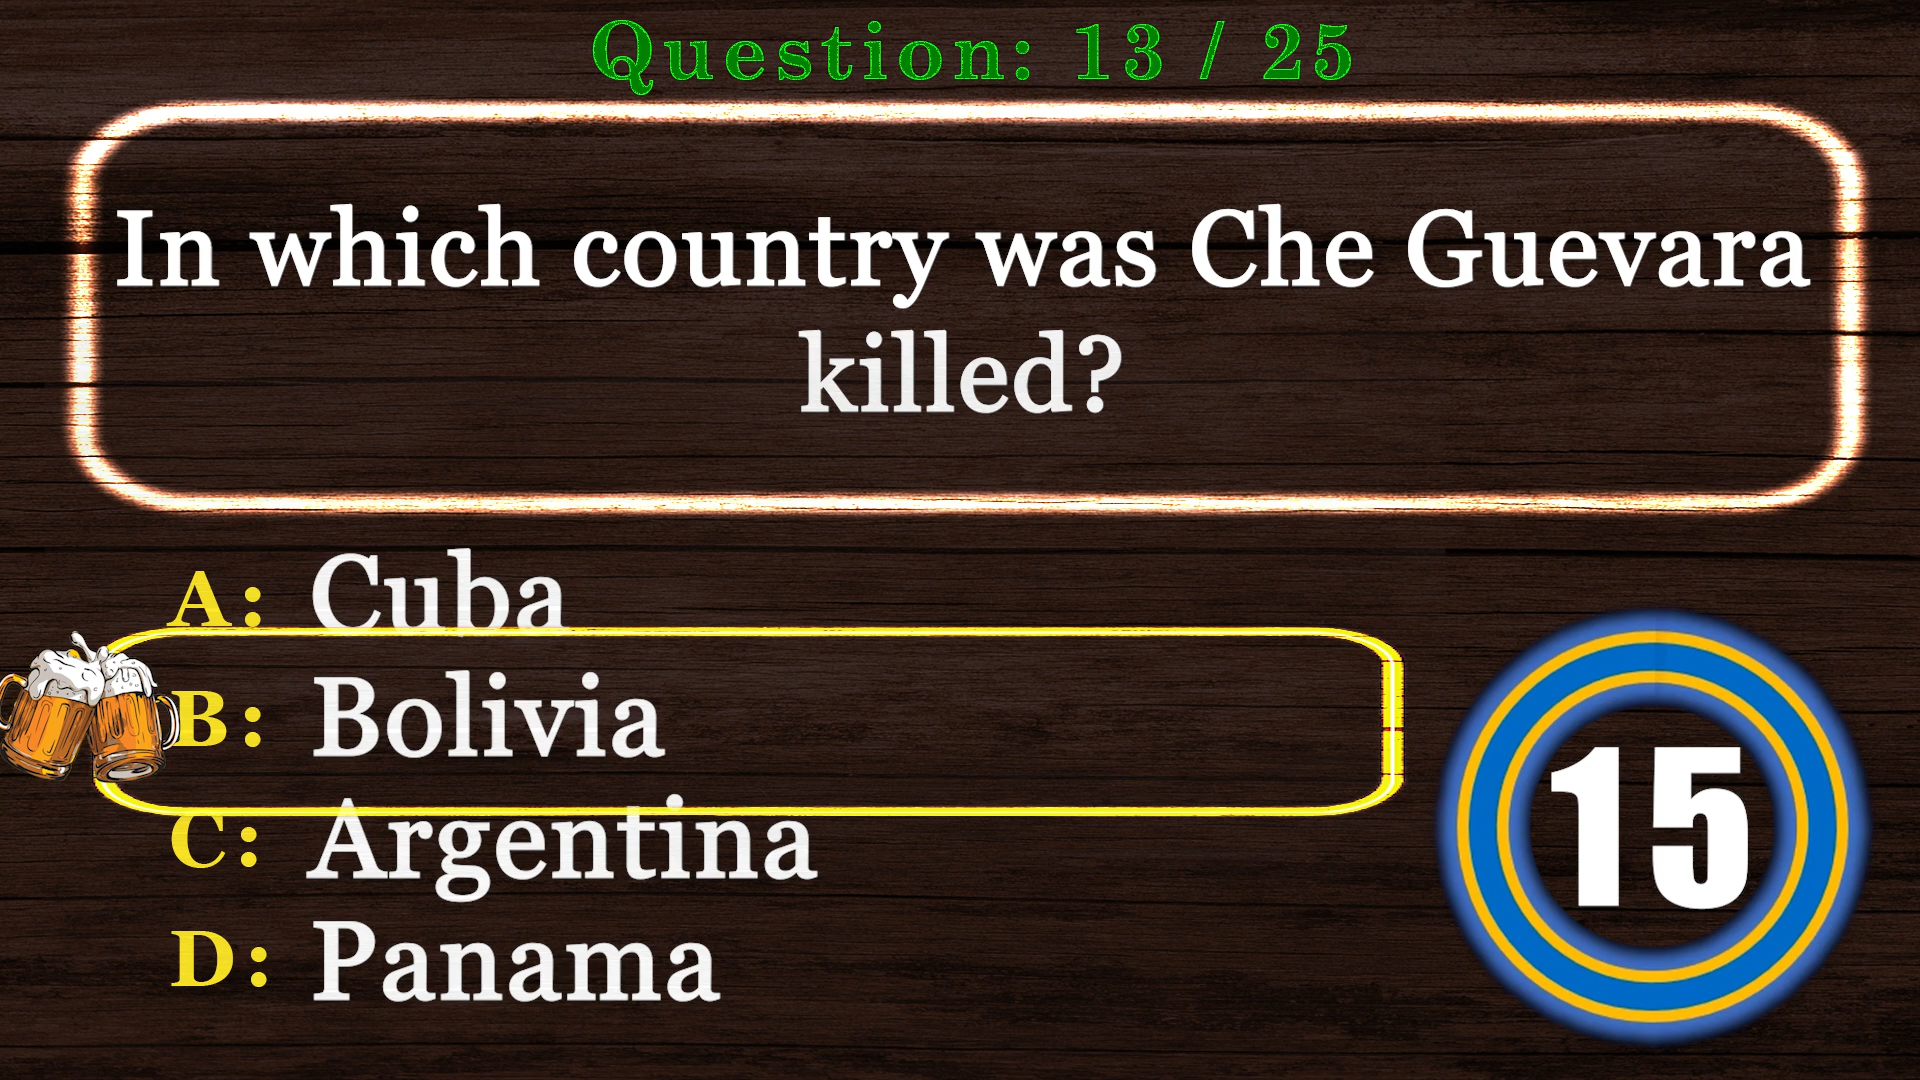 Question: 13 / 25
In which country was Che Guevara
killed?
A: Cuba
B: Bolivia
C: Argentina
D: Panama
15